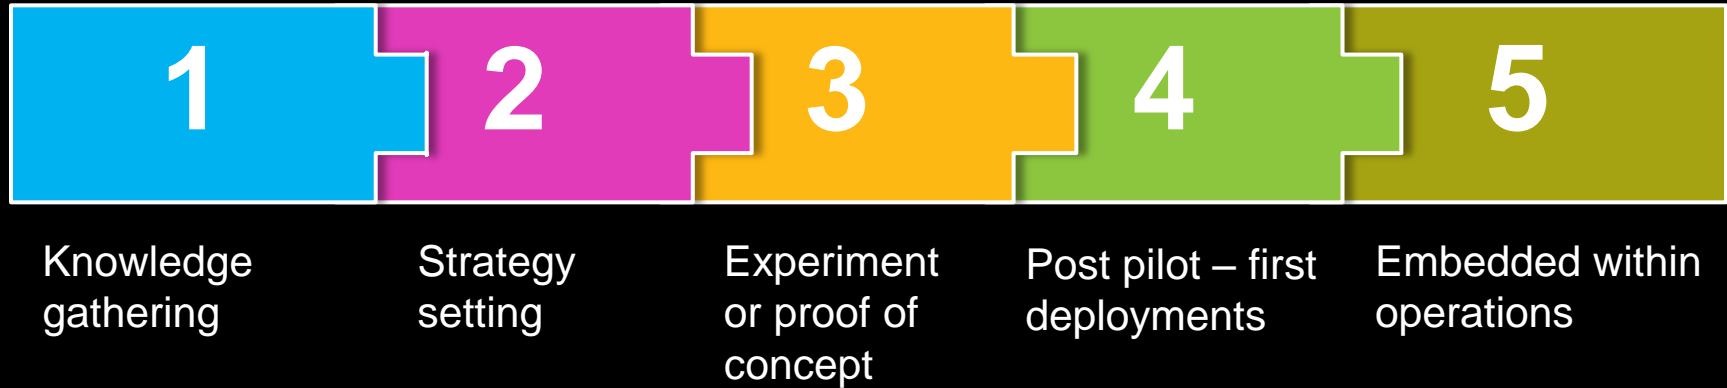 1
2
3
4
5
Knowledge
gathering
Strategy
setting
Experiment
or proof of
concept
Post pilot – first
deployments
Embedded within
operations